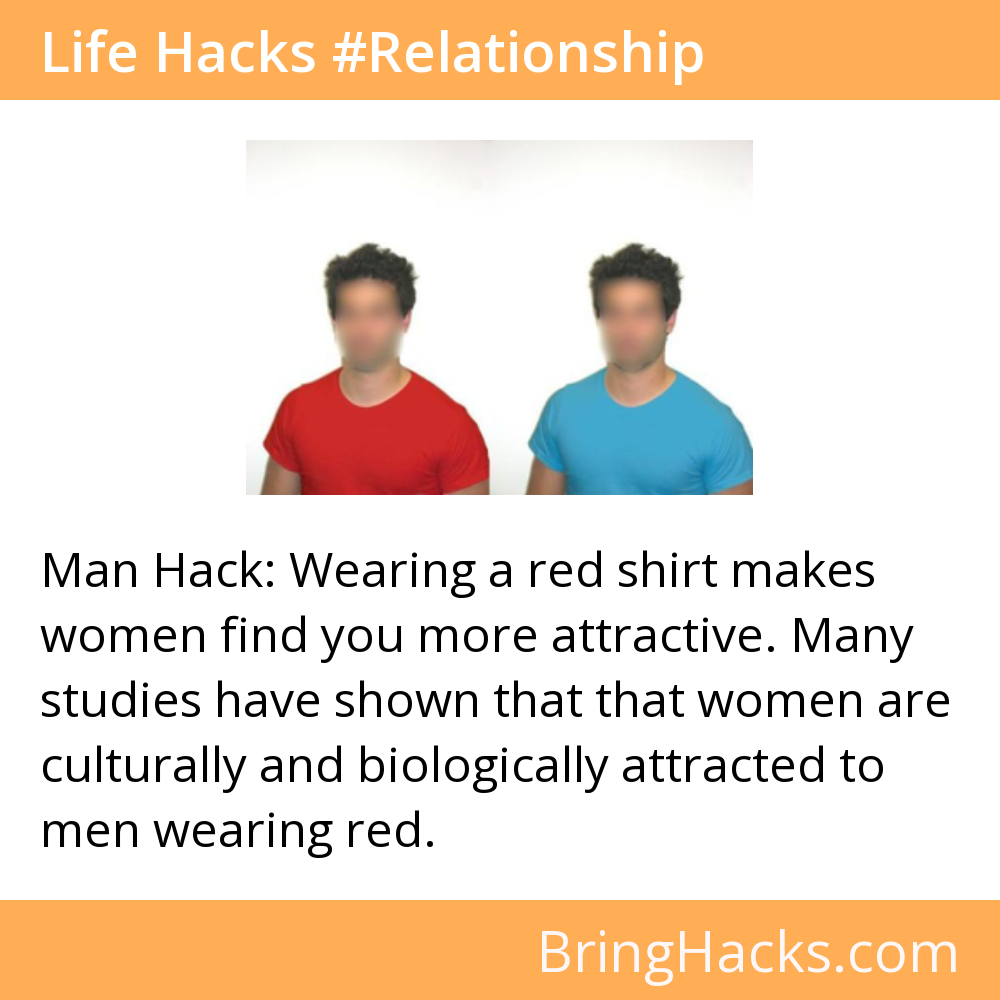 Life Hacks #Relationship
Man Hack: Wearing a red shirt makes
women find you more attractive. Many
studies have shown that that women are
culturally and biologically attracted to
men wearing red.
BringHacks.com